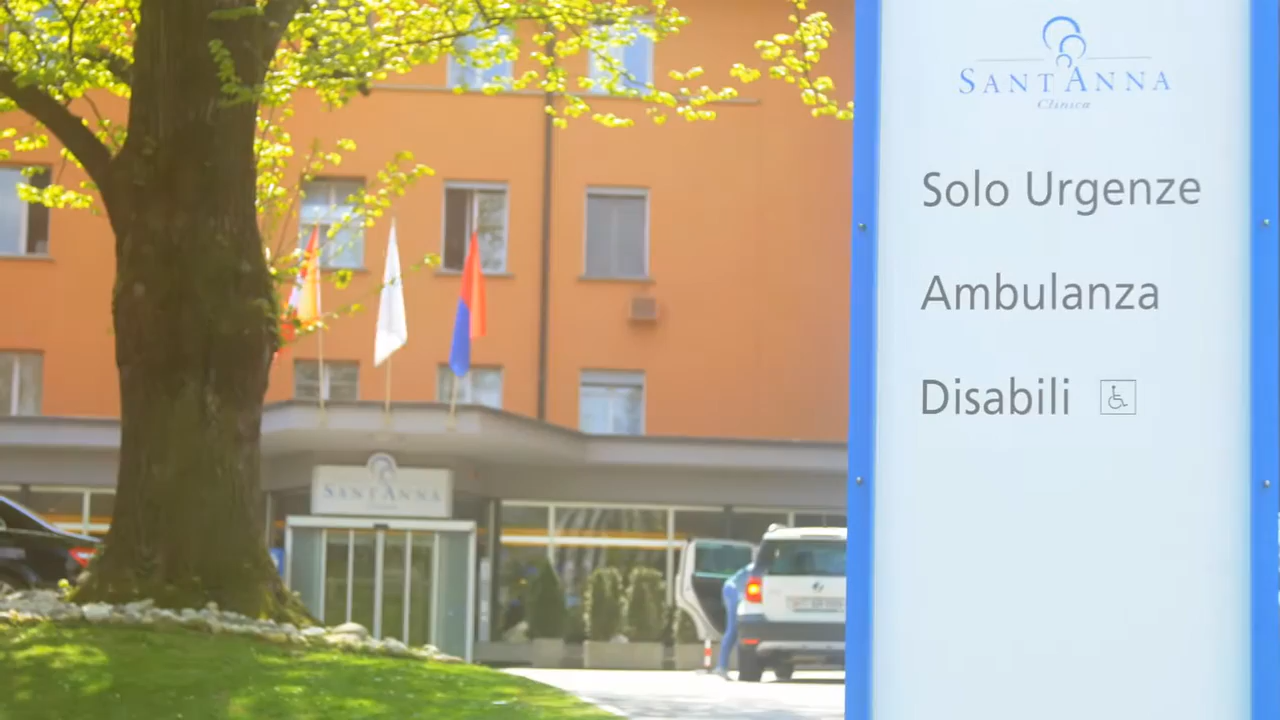 SANT'ANNA
Clinica
Solo Urgenze
Ambulanza
Disabili
SANT'ANNA